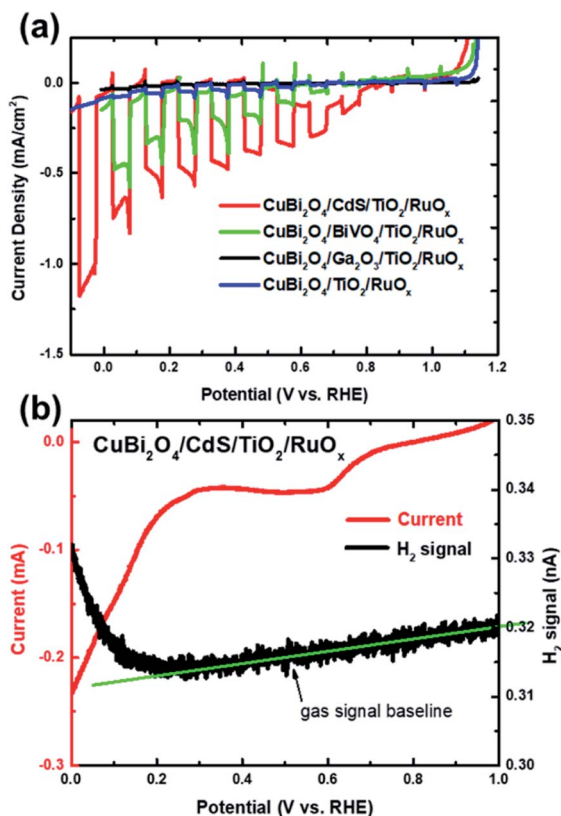 (a)
0.0
-0.5
-1.0
-1.5
Current Density (mA/cm²)
CuBi₂O₄/CdS/TiO₂/RuOₓ
CuBi₂O₄/BiVO₄/TiO₂/RuOₓ
CuBi₂O₄/Ga₂O₃/TiO₂/RuOₓ
CuBi₂O₄/TiO₂/RuOₓ
0.0 0.2 0.4 0.6 0.8 1.0 1.2
Potential (V vs. RHE)
(b)
CuBi₂O₄/CdS/TiO₂/RuOₓ
0.0
-0.1
-0.2
-0.3
Current (mA)
Current
H₂ signal
gas signal baseline
0.35
0.34
0.33
0.32
0.31
0.30
H₂ signal (nA)
0.0 0.2 0.4 0.6 0.8 1.0
Potential (V vs. RHE)